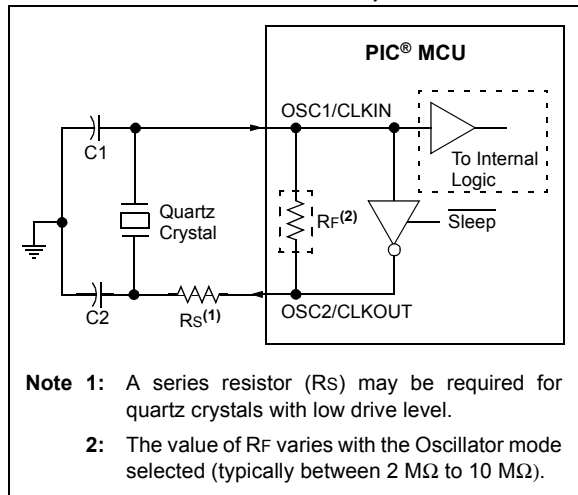 PIC® MCU
OSC1/CLKIN
C1
To Internal
Logic
Quartz
Crystal
RF(2)
Sleep
C2
RS(1)
OSC2/CLKOUT
Note 1: A series resistor (RS) may be required for
quartz crystals with low drive level.
2: The value of RF varies with the Oscillator mode
selected (typically between 2 MΩ to 10 MΩ).